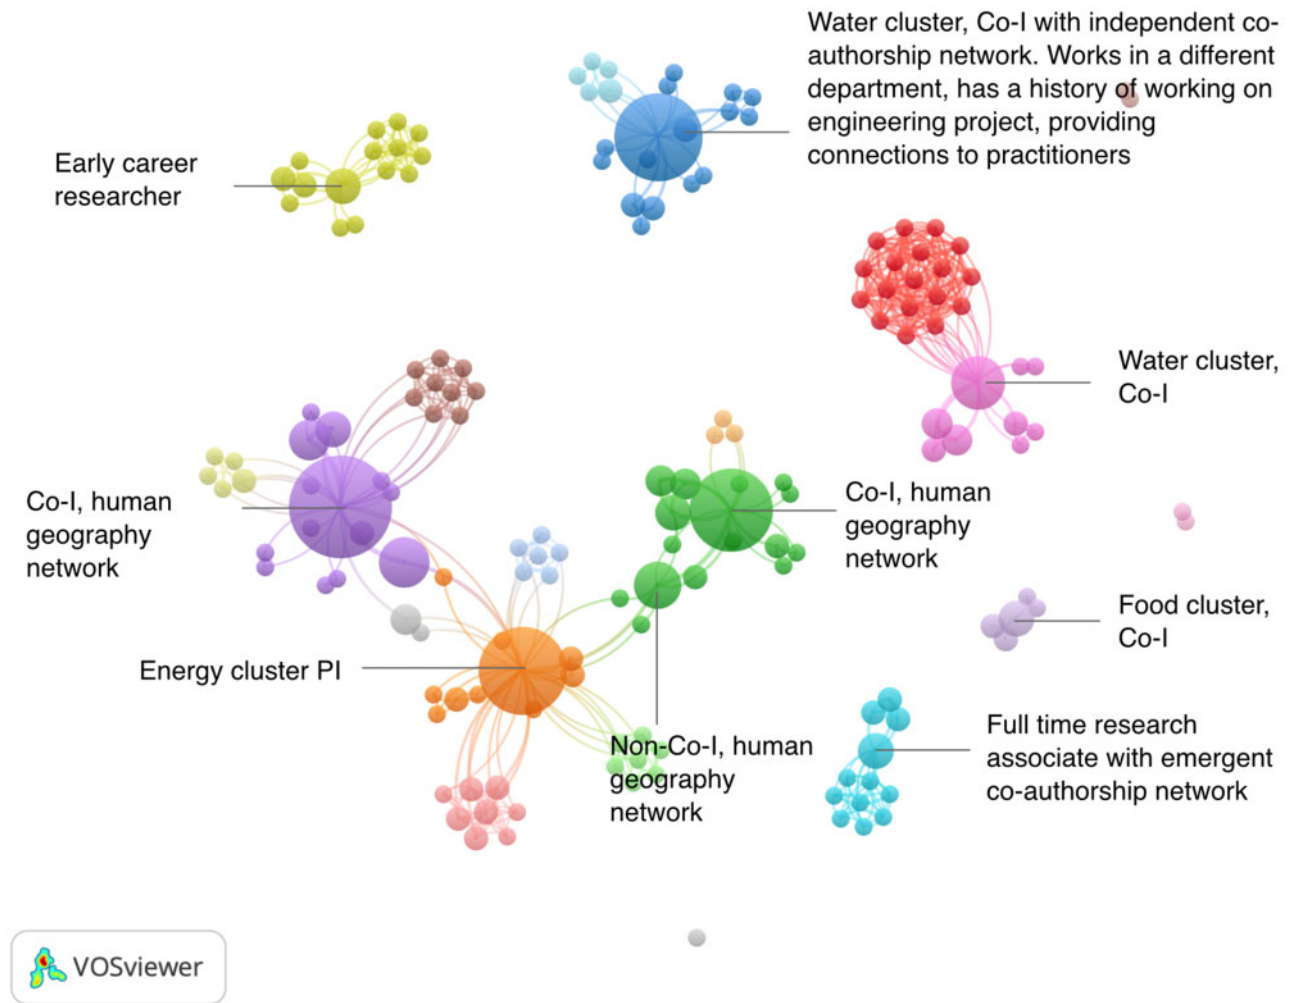 Water cluster, Co-I with independent co-
authorship network. Works in a different
department, has a history of working on
engineering project, providing
connections to practitioners
Early career
researcher
Water cluster,
Co-I
Co-I, human
geography
network
Co-I, human
geography
network
Food cluster,
Co-I
Energy cluster PI
Non-Co-I, human
geography
network
Full time research
associate with emergent
co-authorship network
VOSviewer